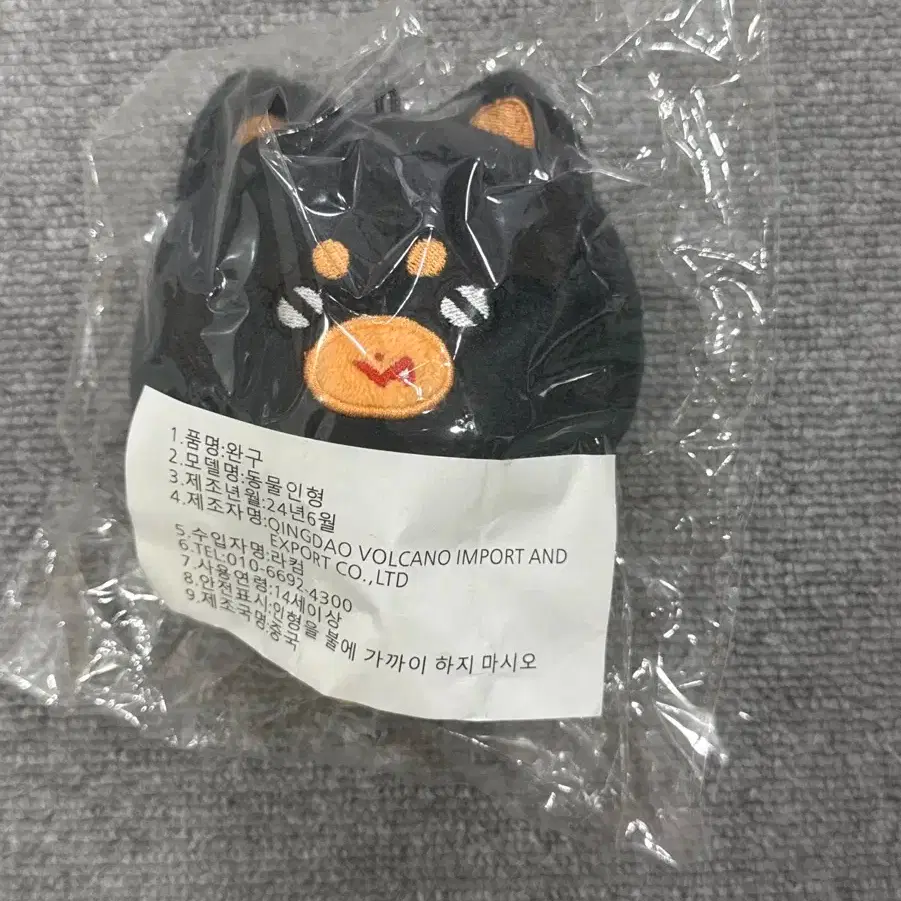 1.품명:완구
2.모델명:동물인형
3.제조년월:24년6월
4.제조자명:QINGDAO VOLCANO IMPORT AND
EXPORT CO.,LTD
5.수입자명:라컴
6.TEL:010-6692-4300
7.사용연령:14세이상
8.안전표시:인형을 불에 가까이 하지 마시오
9.제조국명:중국